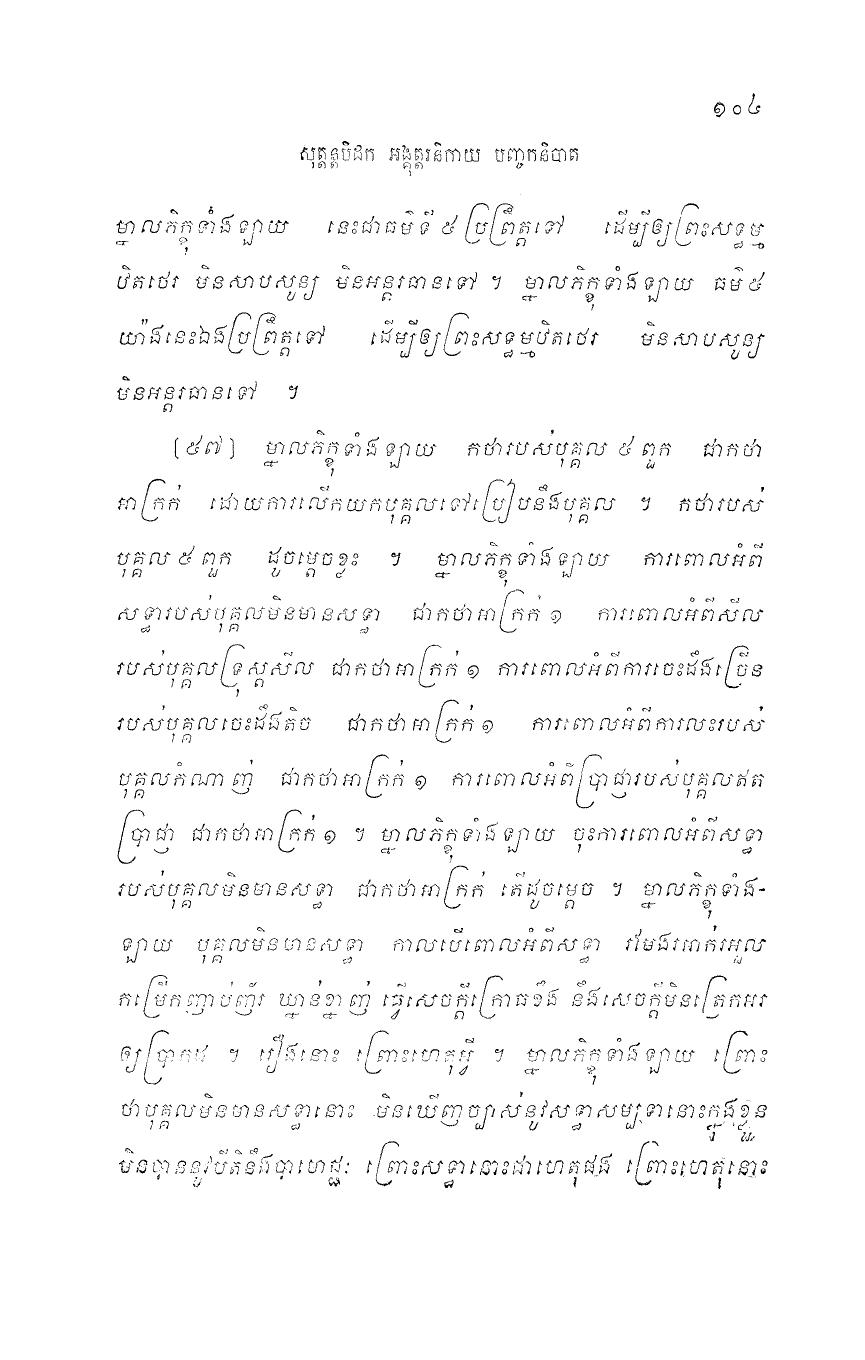 ១០៤
សុត្តន្តបិដក អង្គុត្តរនិកាយ បញ្ចកនិបាត
ម្នាលភិក្ខុទាំងឡាយ នេះជាធម៌ទី ៥ ប្រព្រឹត្តទៅ ដើម្បីឲ្យព្រះសទ្ធម្ម
ឋិតថេរ មិនសាបសូន្យ មិនអន្តរធានទៅ ។ ម្នាលភិក្ខុទាំងឡាយ ធម៌ ៥
យ៉ាងនេះឯងប្រព្រឹត្តទៅ ដើម្បីឲ្យព្រះសទ្ធម្មឋិតថេរ មិនសាបសូន្យ
មិនអន្តរធានទៅ ។
[៥៧] ម្នាលភិក្ខុទាំងឡាយ កថារបស់បុគ្គល ៥ ពួក ជាកថា
អាក្រក់ ដោយការលើកយកបុគ្គលទៅប្រៀបនឹងបុគ្គល ។ កថារបស់
បុគ្គល ៥ ពួក ដូចម្តេចខ្លះ ។ ម្នាលភិក្ខុទាំងឡាយ ការពោលអំពី
សទ្ធារបស់បុគ្គលមិនមានសទ្ធា ជាកថាអាក្រក់ ១ ការពោលអំពីសីល
របស់បុគ្គលទ្រុស្តសីល ជាកថាអាក្រក់ ១ ការពោលអំពីការចេះដឹងច្រើន
របស់បុគ្គលចេះដឹងតិច ជាកថាអាក្រក់ ១ ការពោលអំពីការលះរបស់
បុគ្គលកំណាញ់ ជាកថាអាក្រក់ ១ ការពោលអំពីប្រាជ្ញារបស់បុគ្គលឥត
ប្រាជ្ញា ជាកថាអាក្រក់ ១ ។ ម្នាលភិក្ខុទាំងឡាយ ចុះការពោលអំពីសទ្ធា
របស់បុគ្គលមិនមានសទ្ធា ជាកថាអាក្រក់ តើដូចម្តេច ។ ម្នាលភិក្ខុទាំង-
ឡាយ បុគ្គលមិនមានសទ្ធា កាលបើពោលអំពីសទ្ធា រមែងរអាក់រអួល
កម្រើកញាប់ញ័រ ឃ្នាន់ខ្នាញ់ ធ្វើសេចក្តីក្រោធខឹង នឹងសេចក្តីមិនត្រេកអរ
ឲ្យប្រាកដ ។ រឿងនោះ ព្រោះហេតុអ្វី ។ ម្នាលភិក្ខុទាំងឡាយ ព្រោះ
ថាបុគ្គលមិនមានសទ្ធានោះ មិនឃើញច្បាស់នូវសទ្ធាសម្បទានោះក្នុងខ្លួន
មិនបាននូវបីតិនឹងបាមោជ្ជៈ ព្រោះសទ្ធានោះជាហេតុផង ព្រោះហេតុនោះ